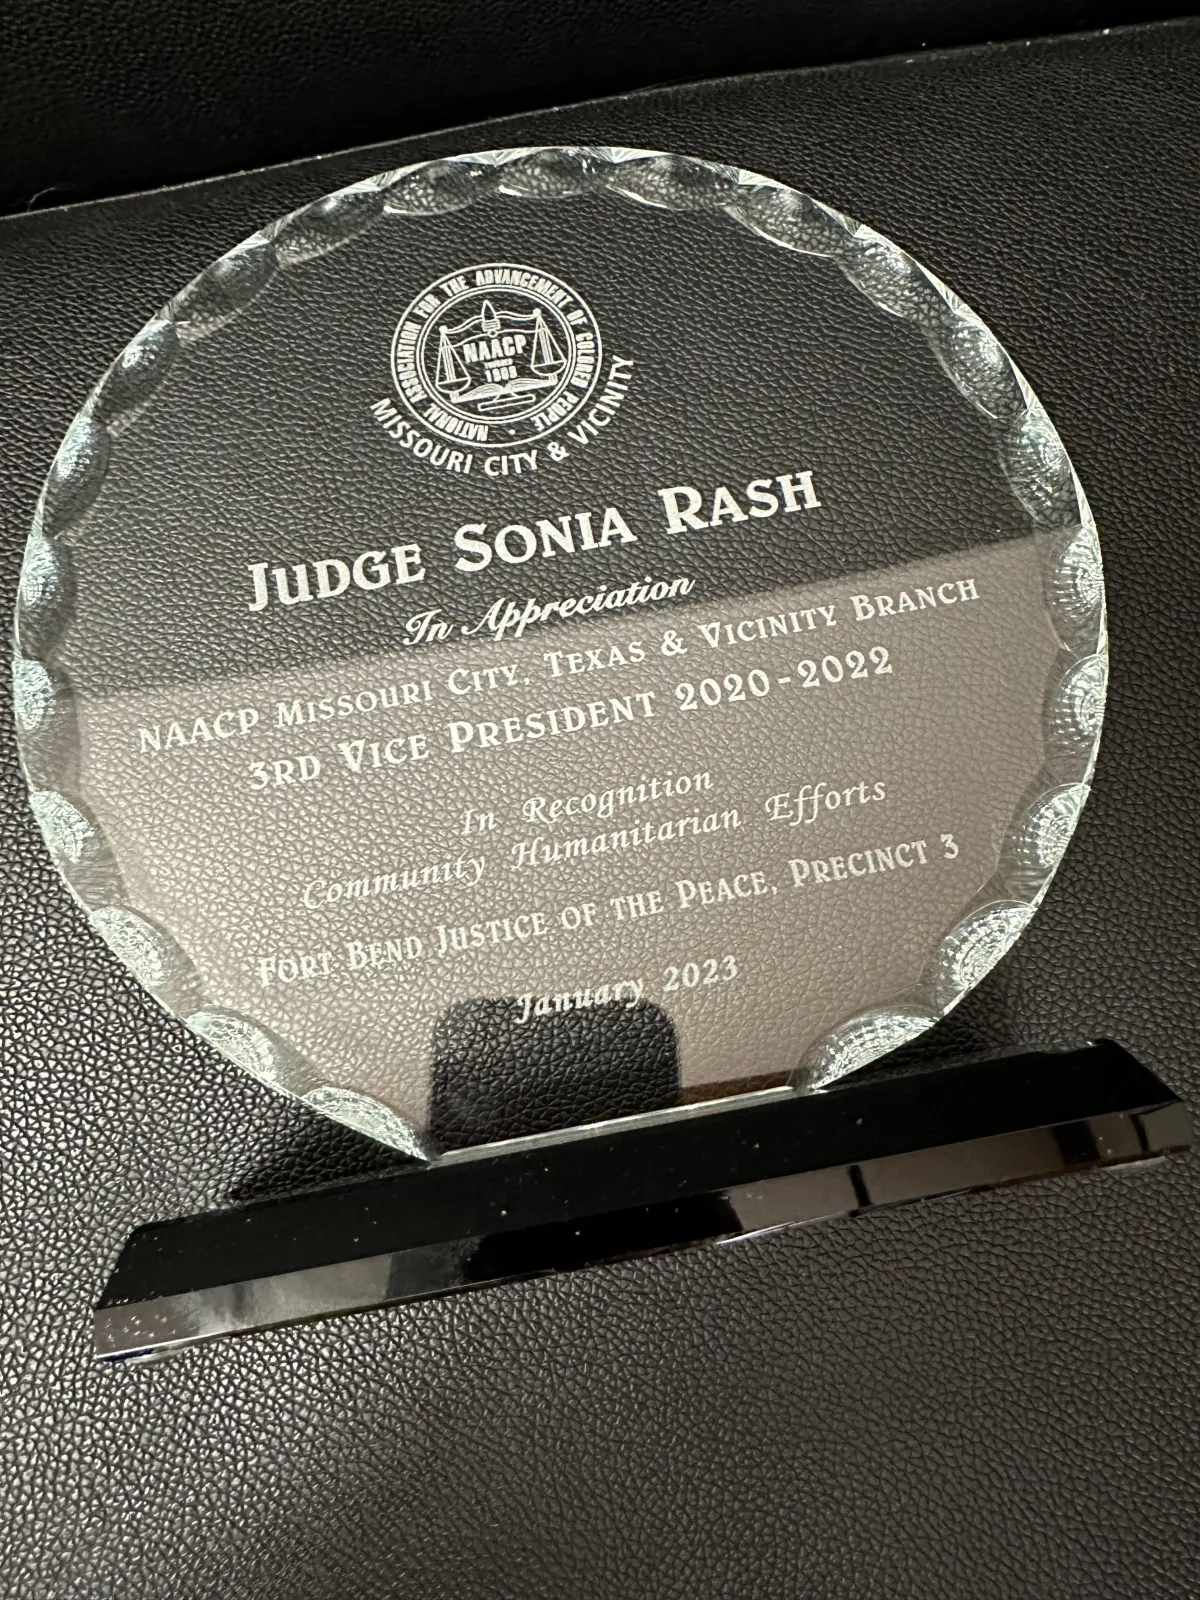 NATIONAL ASSOCIATION FOR THE ADVANCEMENT OF COLORED PEOPLE
NAACP
1909
MISSOURI CITY & VICINITY
JUDGE SONIA RASH
In Appreciation
NAACP MISSOURI CITY, TEXAS & VICINITY BRANCH
3RD VICE PRESIDENT 2020-2022
In Recognition
Community Humanitarian Efforts
FORT BEND JUSTICE OF THE PEACE, PRECINCT 3
January 2023